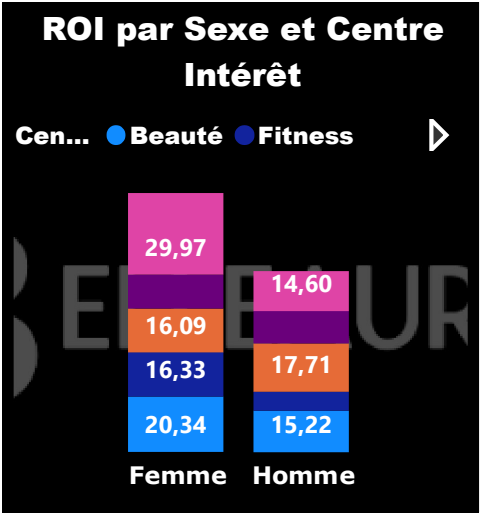 ROI par Sexe et Centre
Intérêt
Cen... Beauté Fitness
29,97
14,60
16,09
17,71
16,33
20,34
15,22
Femme Homme